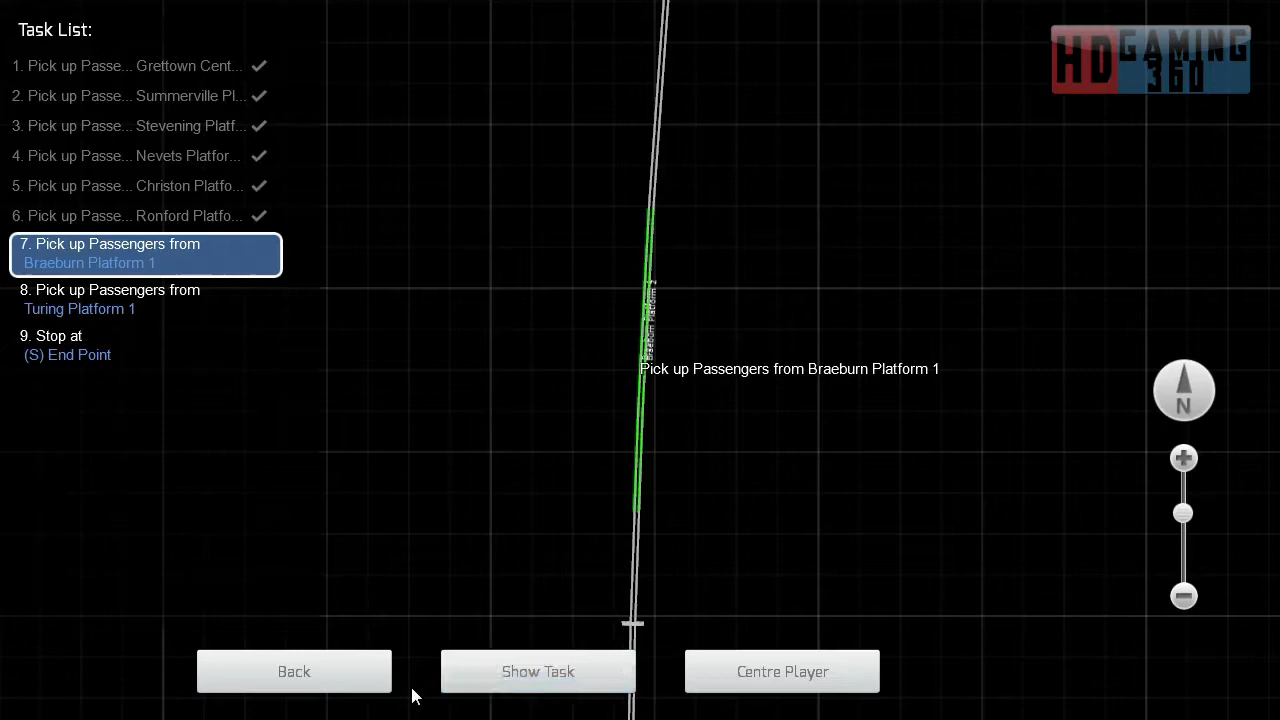 Task List:
1. Pick up Passe... Grettown Cent...
2. Pick up Passe... Summerville Pl...
3. Pick up Passe... Stevening Platf...
4. Pick up Passe... Nevets Platfor...
5. Pick up Passe... Christon Platfo...
6. Pick up Passe... Ronford Platfo...
7. Pick up Passengers from
Braeburn Platform 1
8. Pick up Passengers from
Turing Platform 1
9. Stop at
(S) End Point
HD GAMING
360
Braeburn Platform 2
Pick up Passengers from Braeburn Platform 1
N
Back
Show Task
Centre Player